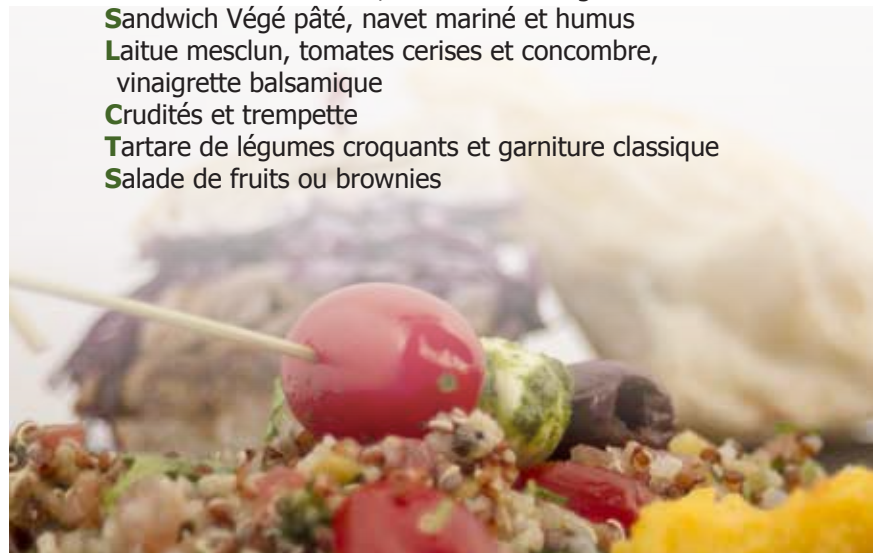 Sandwich Végé pâté, navet mariné et humus
Laitue mesclun, tomates cerises et concombre,
vinaigrette balsamique
Crudités et trempette
Tartare de légumes croquants et garniture classique
Salade de fruits ou brownies